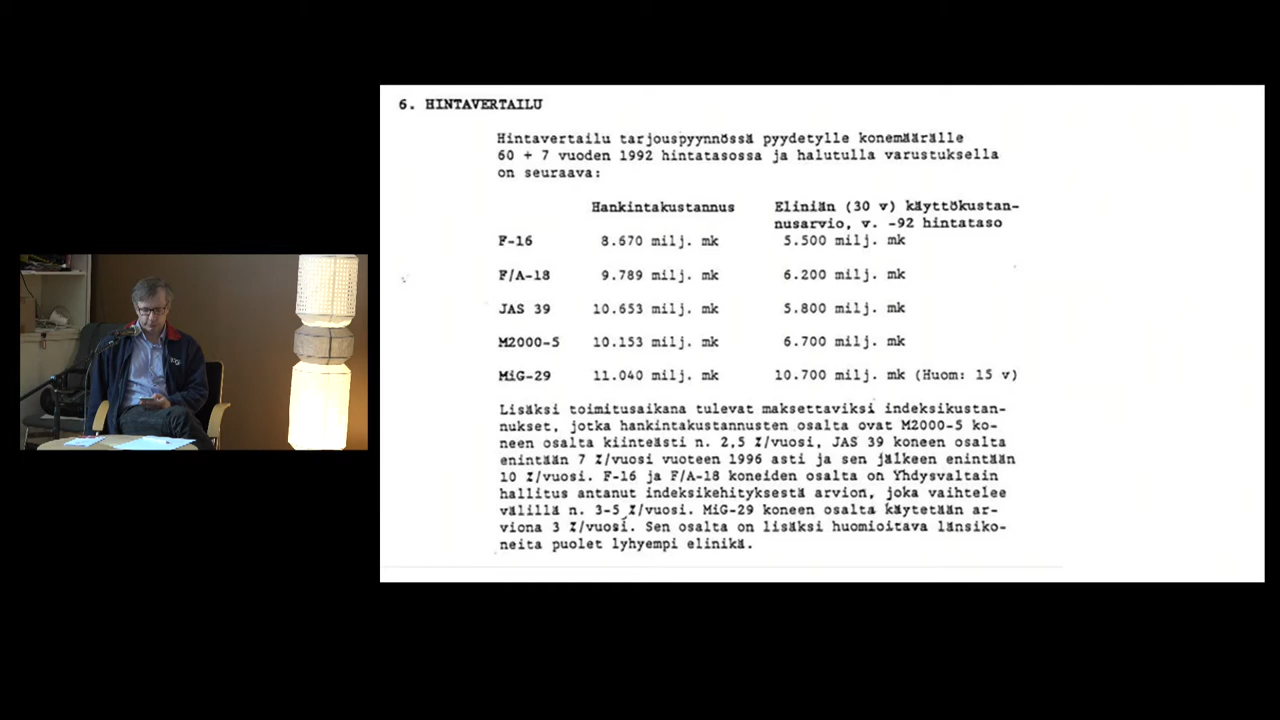 6. HINTAVERTAILU
Hintavertailu tarjouspyynnössä pyydetylle konemäärälle
60 + 7 vuoden 1992 hintatasossa ja halutulla varustuksella
on seuraava:
Hankintakustannus Eliniän (30 v) käyttökustan-
nusarvio, v. -92 hintataso
F-16 8.670 milj. mk 5.500 milj. mk
F/A-18 9.789 milj. mk 6.200 milj. mk
JAS 39 10.653 milj. mk 5.800 milj. mk
M2000-5 10.153 milj. mk 6.700 milj. mk
MiG-29 11.040 milj. mk 10.700 milj. mk (Huom: 15 v)
Lisäksi toimitusaikana tulevat maksettaviksi indeksikustan-
nukset, jotka hankintakustannusten osalta ovat M2000-5 ko-
neen osalta kiinteästi n. 2,5 %/vuosi, JAS 39 koneen osalta
enintään 7 %/vuosi vuoteen 1996 asti ja sen jälkeen enintään
10 %/vuosi. F-16 ja F/A-18 koneiden osalta on Yhdysvaltain
hallitus antanut indeksikehityksestä arvion, joka vaihtelee
välillä n. 3-5 %/vuosi. MiG-29 koneen osalta käytetään ar-
viona 3 %/vuosi. Sen osalta on lisäksi huomioitava länsiko-
neita puolet lyhyempi elinikä.